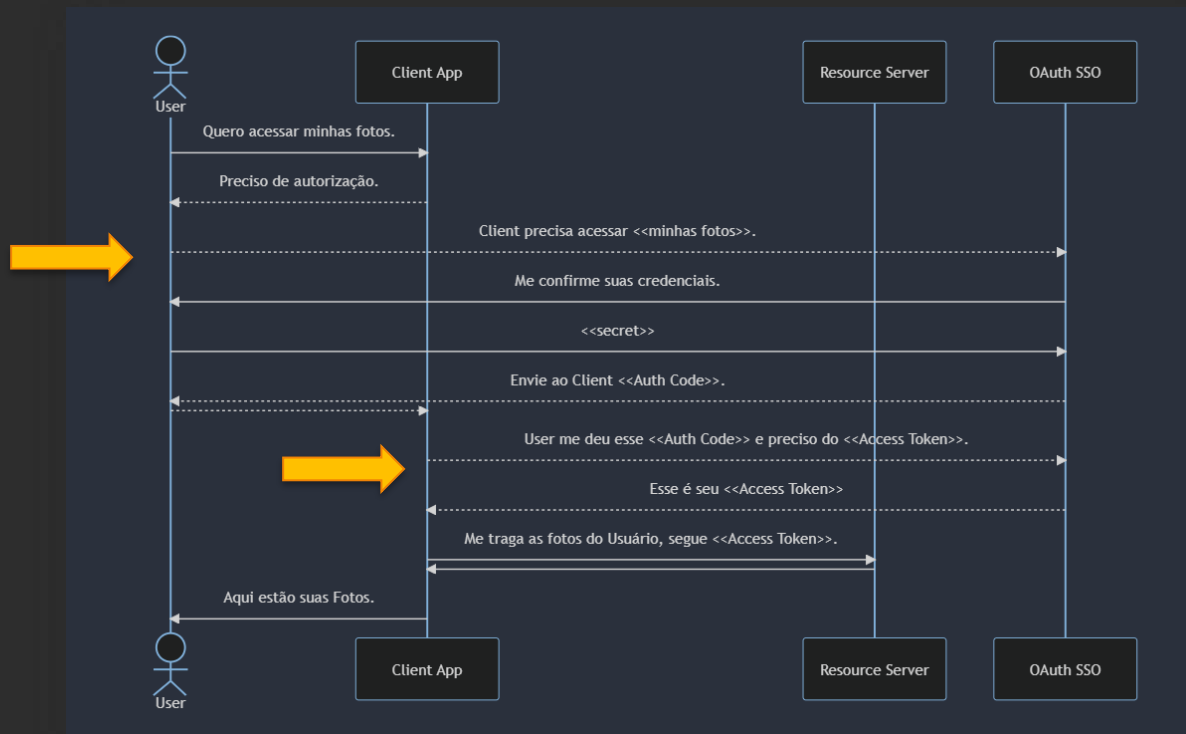 Client App
Resource Server
OAuth SSO
User
Quero acessar minhas fotos.
Preciso de autorização.
Client precisa acessar <<minhas fotos>>.
Me confirme suas credenciais.
<<secret>>
Envie ao Client <<Auth Code>>.
User me deu esse <<Auth Code>> e preciso do <<Access Token>>.
Esse é seu <<Access Token>>
Me traga as fotos do Usuário, segue <<Access Token>>.
Aqui estão suas Fotos.
Client App
Resource Server
OAuth SSO
User